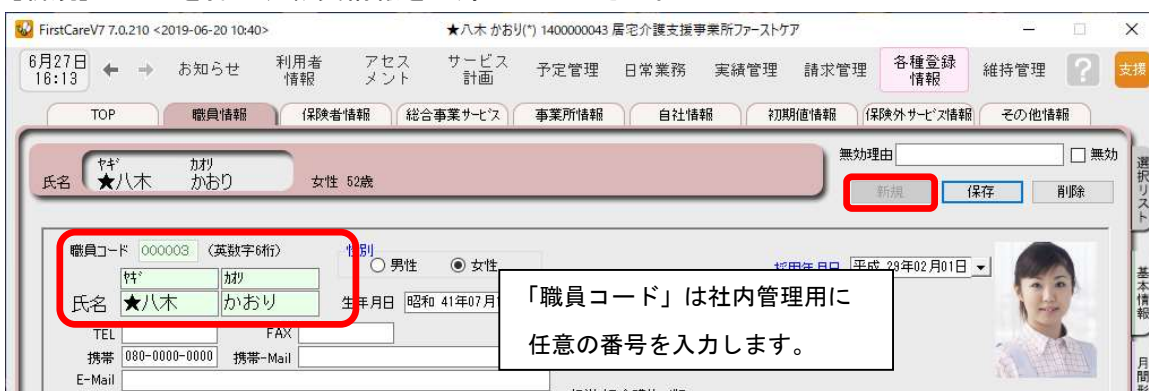 FirstCareV7 7.0.210 <2019-06-20 10:40> ★八木 かおり(*) 1400000043 居宅介護支援事業所ファーストケア
6月27日
16:13
お知らせ
利用者
情報
アセス
メント
サービス
計画
予定管理 日常業務 実績管理 請求管理
各種登録
情報
維持管理 ? 支援
TOP 職員情報 保険者情報 総合事業サービス 事業所情報 自社情報 初期値情報 保険外サービス情報 その他情報
無効理由 無効
ヤギ カオリ
氏名 ★八木 かおり 女性 52歳
新規 保存 削除
選択リスト
職員コード 000003 (英数字6桁) 性別
男性 女性
ヤギ カオリ
平成 29年02月01日
氏名 ★八木 かおり 生年月日 昭和 41年07月
「職員コード」は社内管理用に
任意の番号を入力します。
TEL FAX
携帯 080-0000-0000 携帯-Mail
E-Mail
基本情報
月間